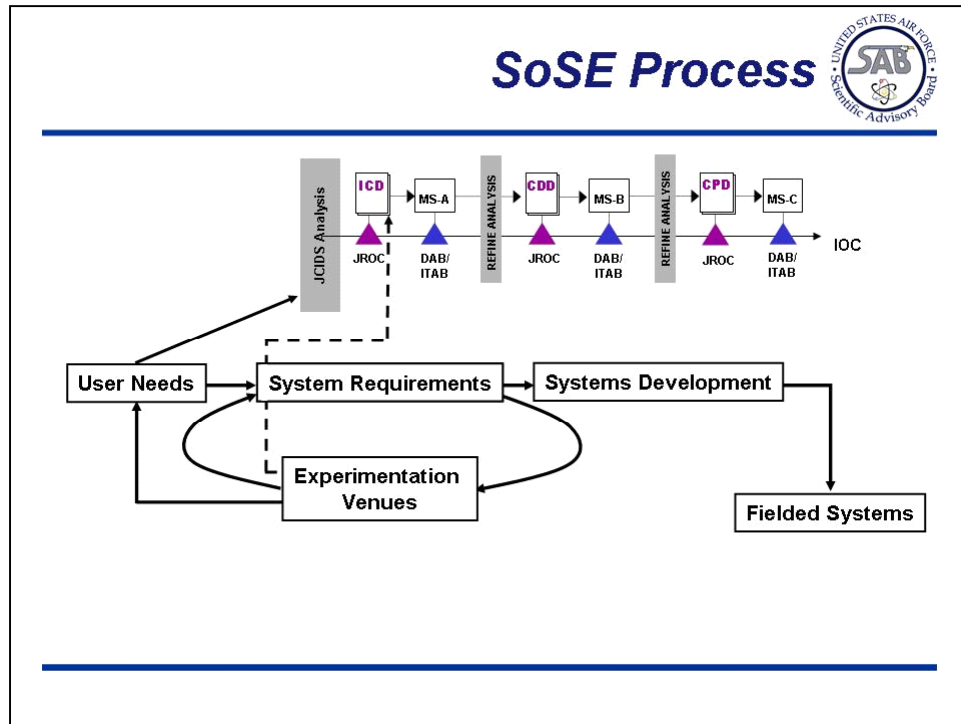 SoSE Process
UNITED STATES AIR FORCE
SAB
Scientific Advisory Board
JCIDS Analysis
ICD
MS-A
REFINE ANALYSIS
CDD
MS-B
REFINE ANALYSIS
CPD
MS-C
JROC
DAB/
ITAB
JROC
DAB/
ITAB
JROC
DAB/
ITAB
IOC
User Needs
System Requirements
Systems Development
Experimentation
Venues
Fielded Systems